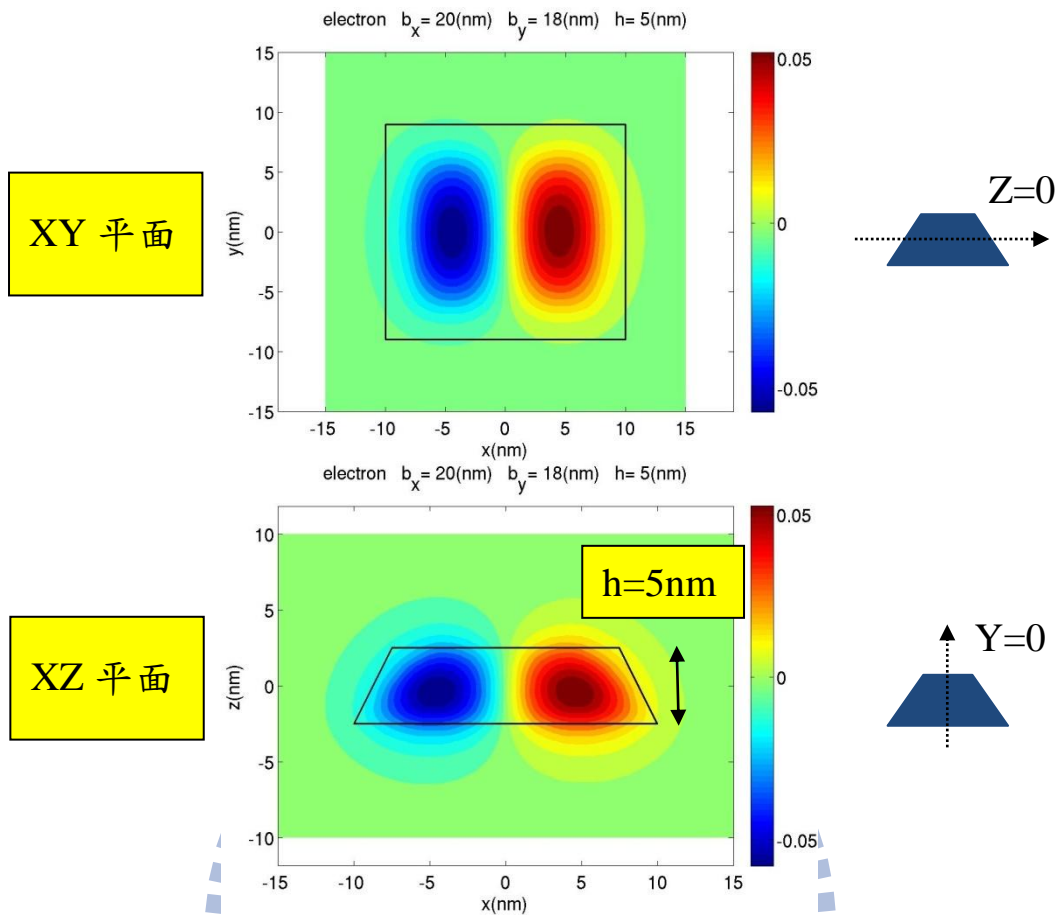 electron b_x= 20(nm) b_y= 18(nm) h= 5(nm)
15
10
5
0
-5
-10
-15
y(nm)
-15 -10 -5 0 5 10 15
x(nm)
0.05
0
-0.05
XY 平面
Z=0
electron b_x= 20(nm) b_y= 18(nm) h= 5(nm)
10
5
0
-5
-10
z(nm)
-15 -10 -5 0 5 10 15
x(nm)
0.05
0
-0.05
h=5nm
XZ 平面
Y=0